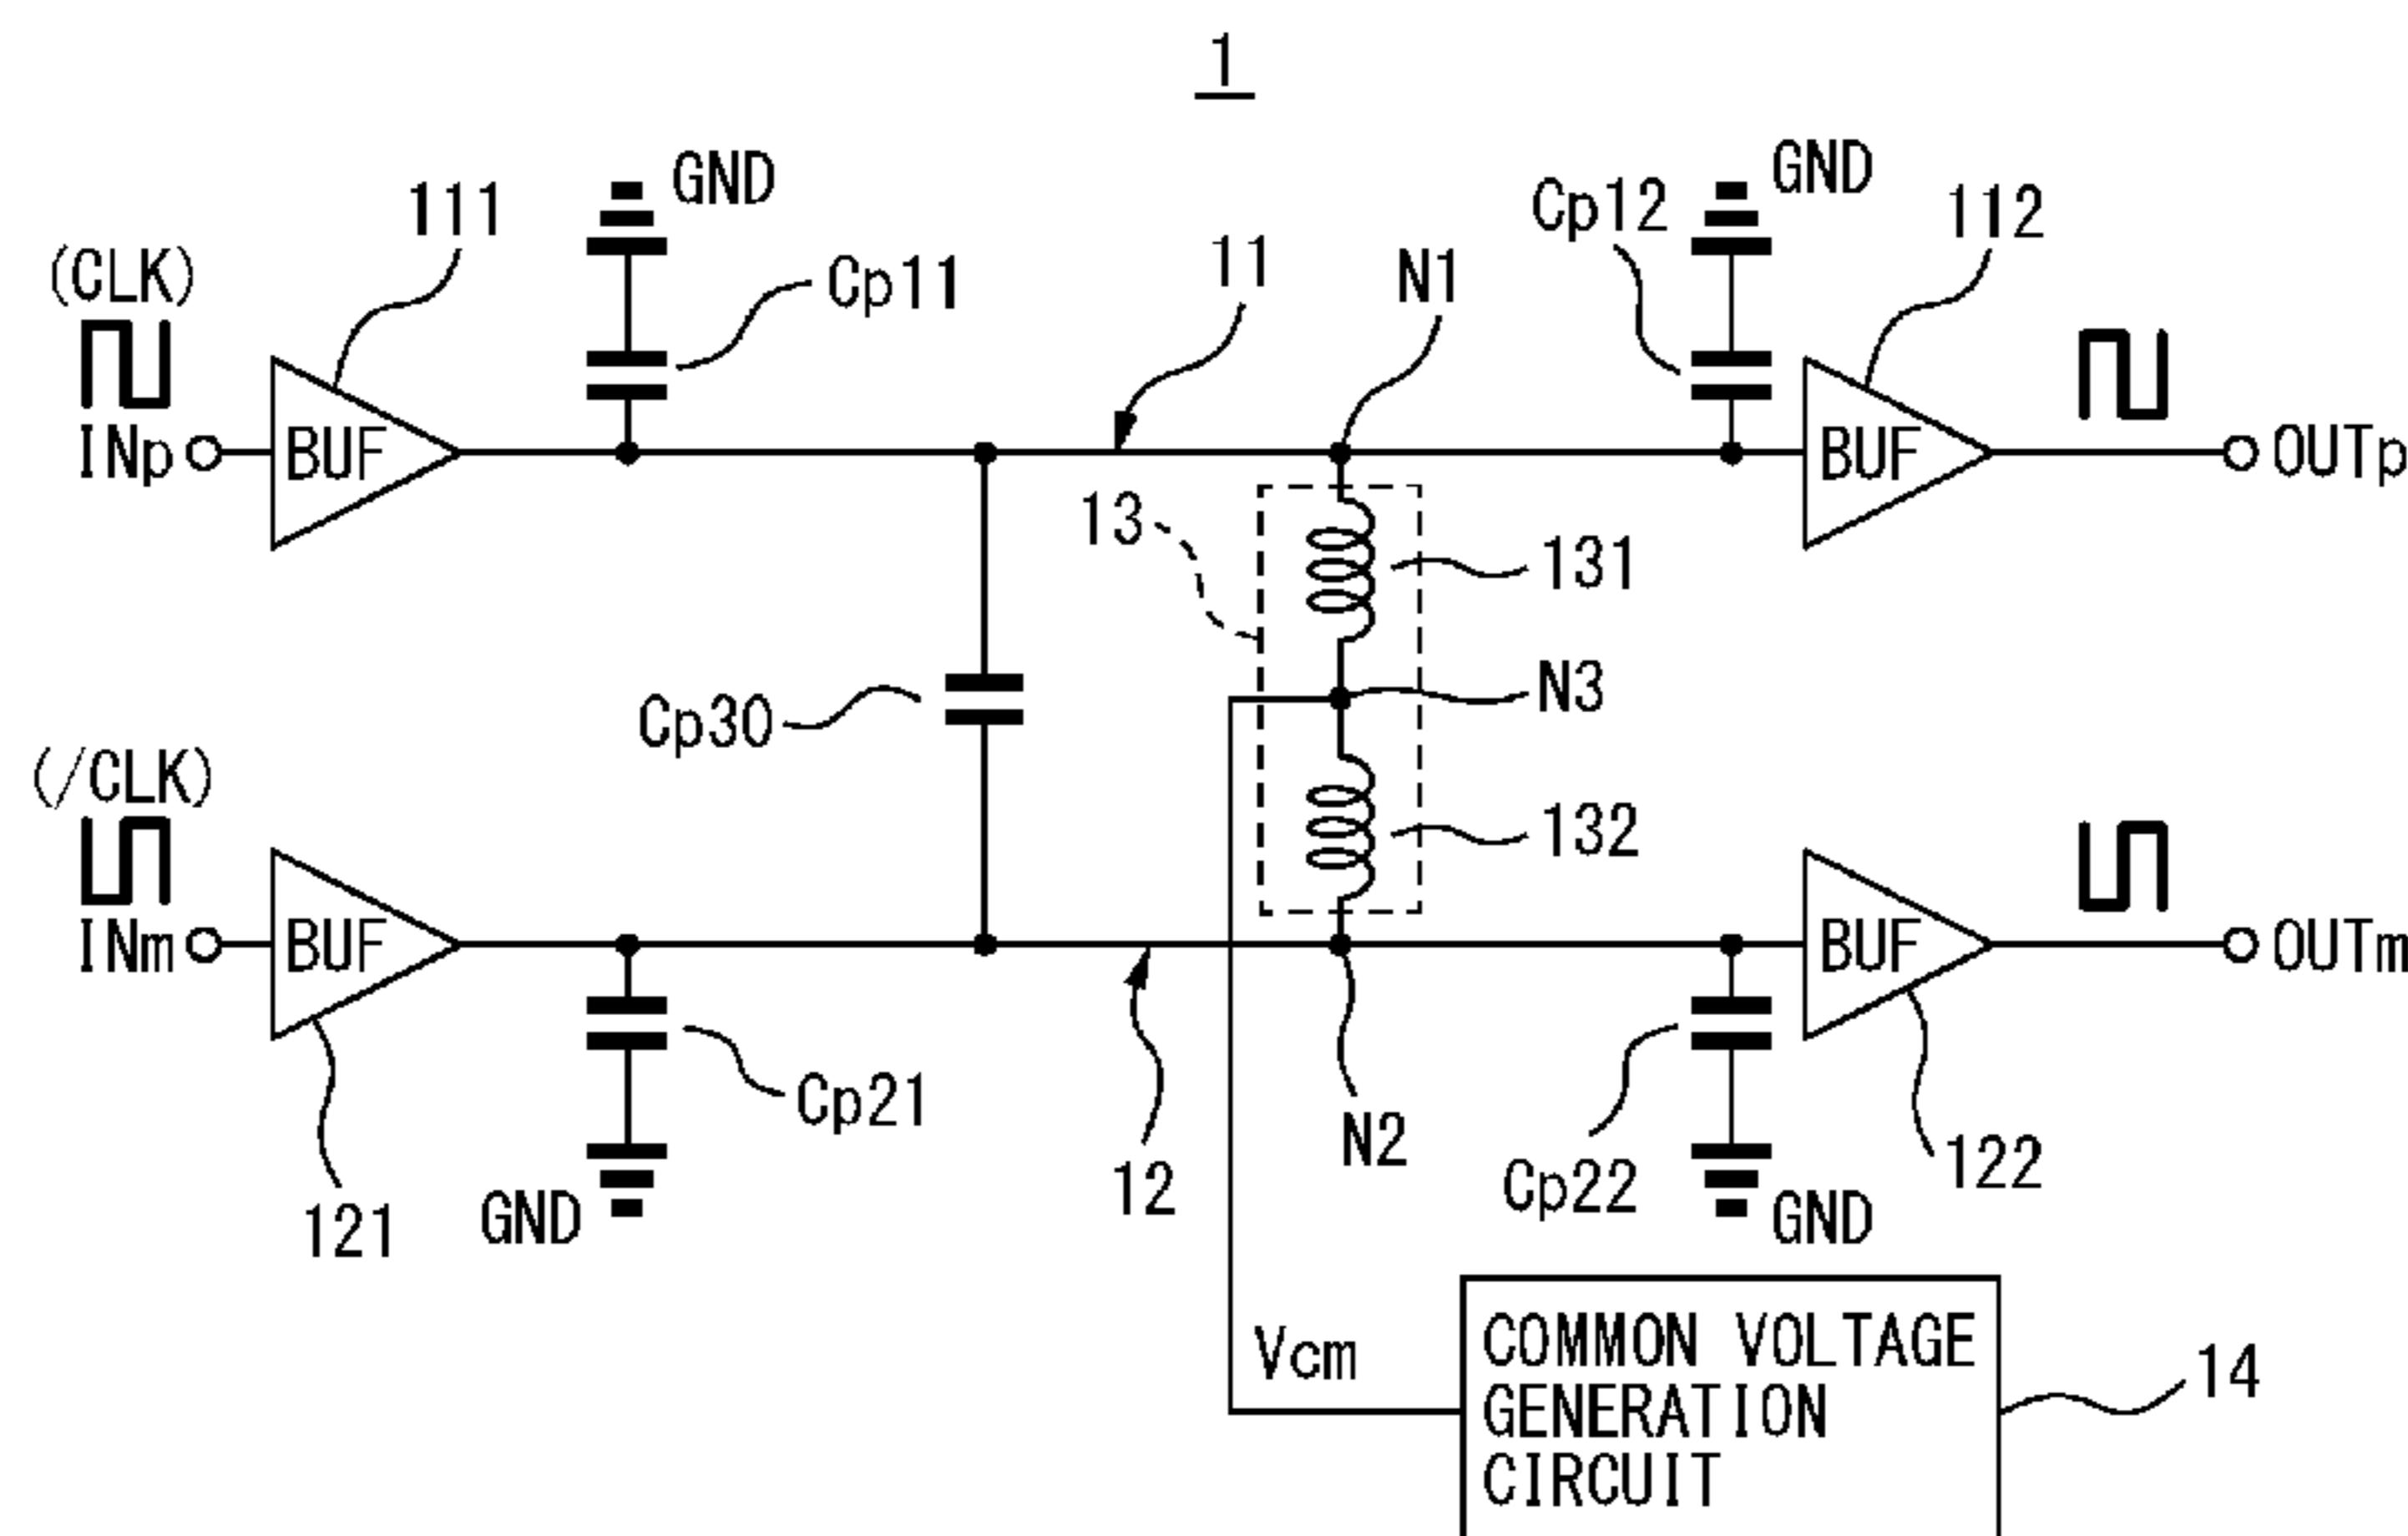 1
GND
GND
111
Cp12
112
(CLK)
Cp11
11
N1
INp
BUF
BUF
OUTp
13
131
Cp30
N3
(/CLK)
132
INm
BUF
BUF
OUTm
Cp21
N2
12
Cp22
122
121
GND
GND
Vcm
COMMON VOLTAGE
GENERATION
CIRCUIT
14